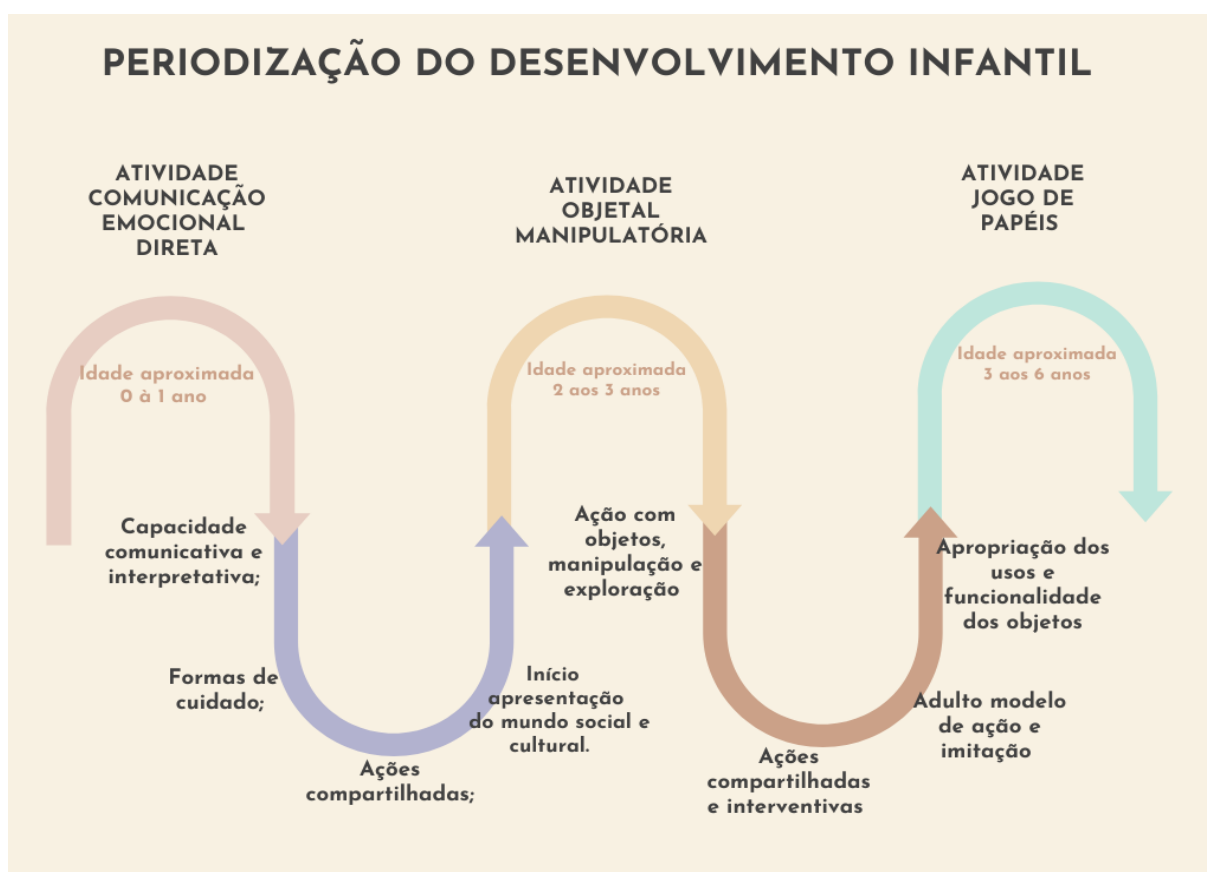 PERIODIZAÇÃO DO DESENVOLVIMENTO INFANTIL
ATIVIDADE
COMUNICAÇÃO
EMOCIONAL
DIRETA
Idade aproximada
0 à 1 ano
Capacidade
comunicativa e
interpretativa;
Formas de
cuidado;
Ações
compartilhadas;
Início
apresentação
do mundo social e
cultural.
ATIVIDADE
OBJETAL
MANIPULATÓRIA
Idade aproximada
2 aos 3 anos
Ação com
objetos,
manipulação e
exploração
Ações
compartilhadas
e interventivas
Adulto modelo
de ação e
imitação
Apropriação dos
usos e
funcionalidade
dos objetos
ATIVIDADE
JOGO DE
PAPÉIS
Idade aproximada
3 aos 6 anos